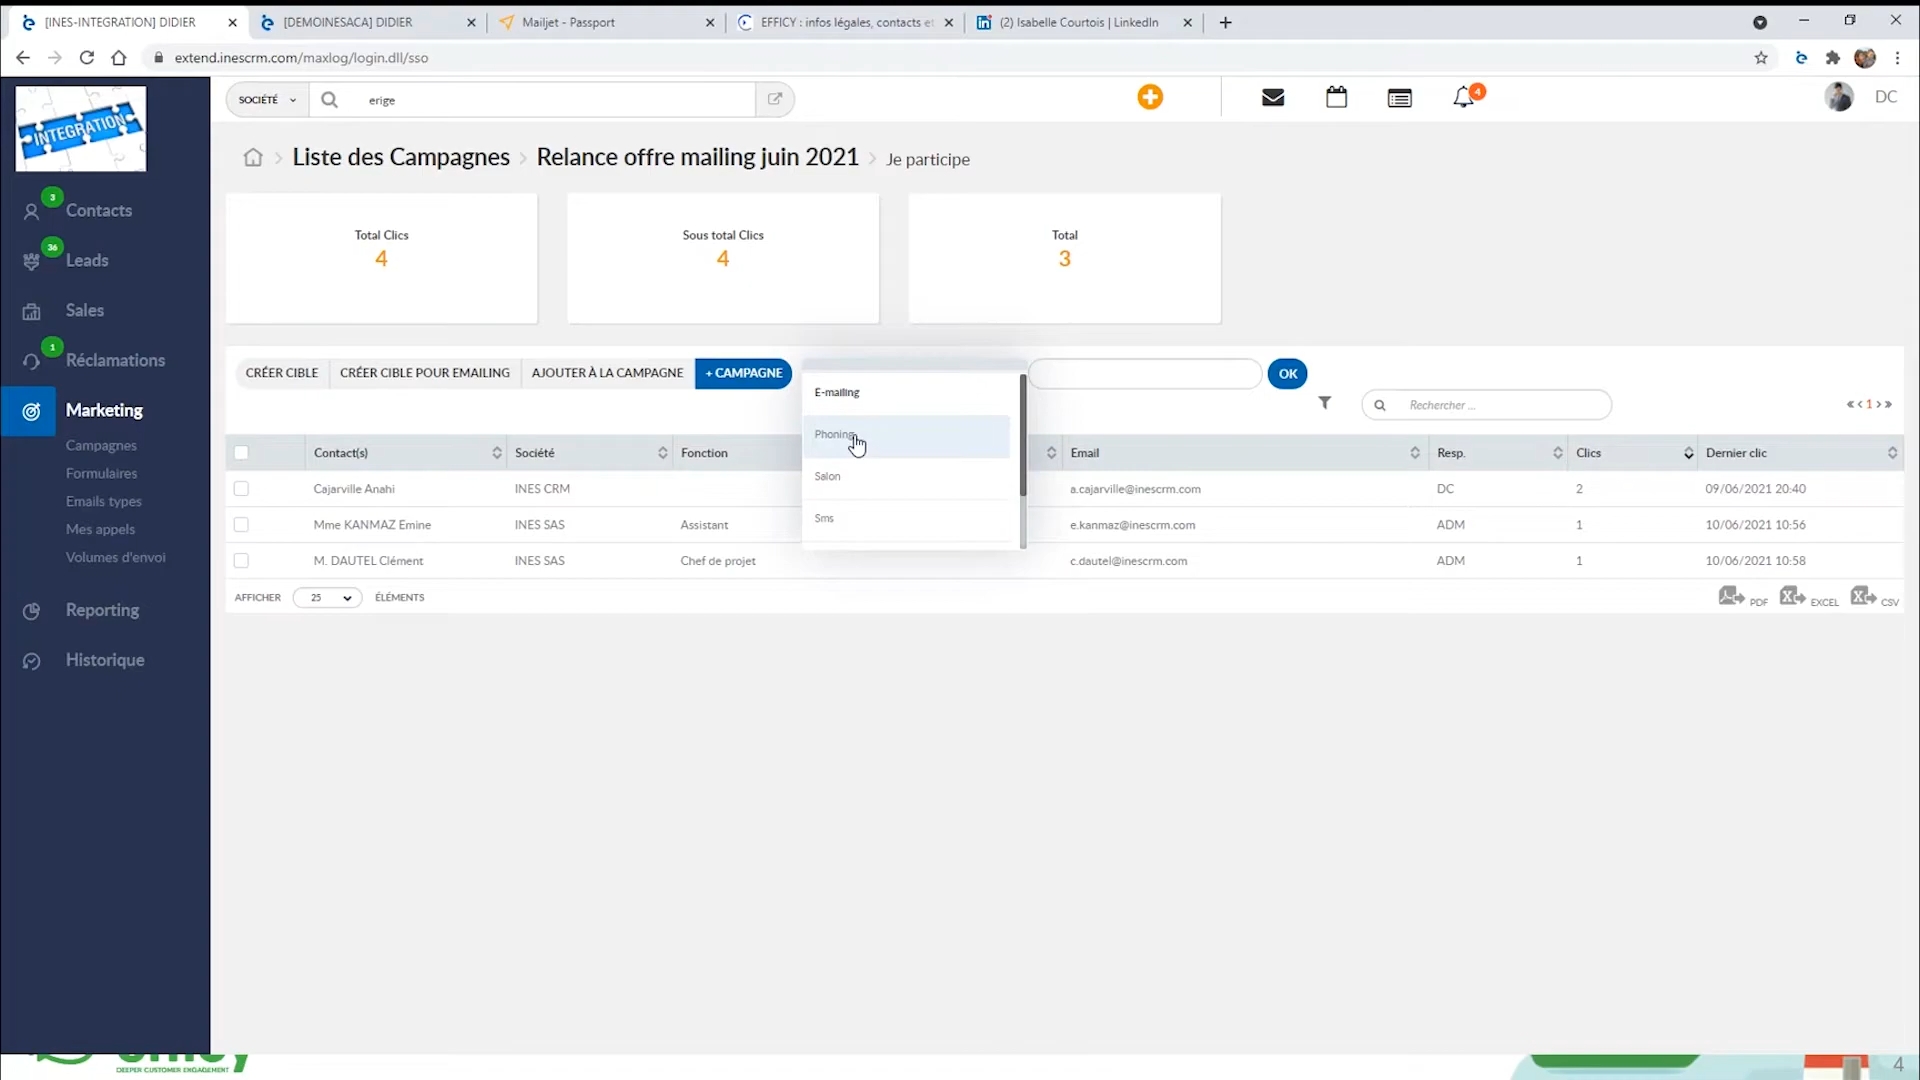 [INES-INTEGRATION] DIDIER
[DEMOINESACA] DIDIER
Mailjet - Passport
EFFICY : infos légales, contacts et
(2) Isabelle Courtois | LinkedIn
extend.inescrm.com/maxlog/login.dll/sso
INTEGRATION
SOCIÉTÉ
erige
4
DC
Liste des Campagnes > Relance offre mailing juin 2021 > Je participe
3
Contacts
36
Leads
Sales
1
Réclamations
Marketing
Campagnes
Formulaires
Emails types
Mes appels
Volumes d'envoi
Reporting
Historique
Total Clics
4
Sous total Clics
4
Total
3
CRÉER CIBLE
CRÉER CIBLE POUR EMAILING
AJOUTER À LA CAMPAGNE
+ CAMPAGNE
OK
E-mailing
Phoning
Salon
Sms
Rechercher ...
«‹ 1 ›»
Contact(s) Société Fonction Email Resp. Clics Dernier clic
Cajarville Anahi INES CRM a.cajarville@inescrm.com DC 2 09/06/2021 20:40
Mme KANMAZ Emine INES SAS Assistant e.kanmaz@inescrm.com ADM 1 10/06/2021 10:56
M. DAUTEL Clément INES SAS Chef de projet c.dautel@inescrm.com ADM 1 10/06/2021 10:58
AFFICHER 25 ÉLÉMENTS
PDF EXCEL CSV
DEEPER CUSTOMER ENGAGEMENT
4